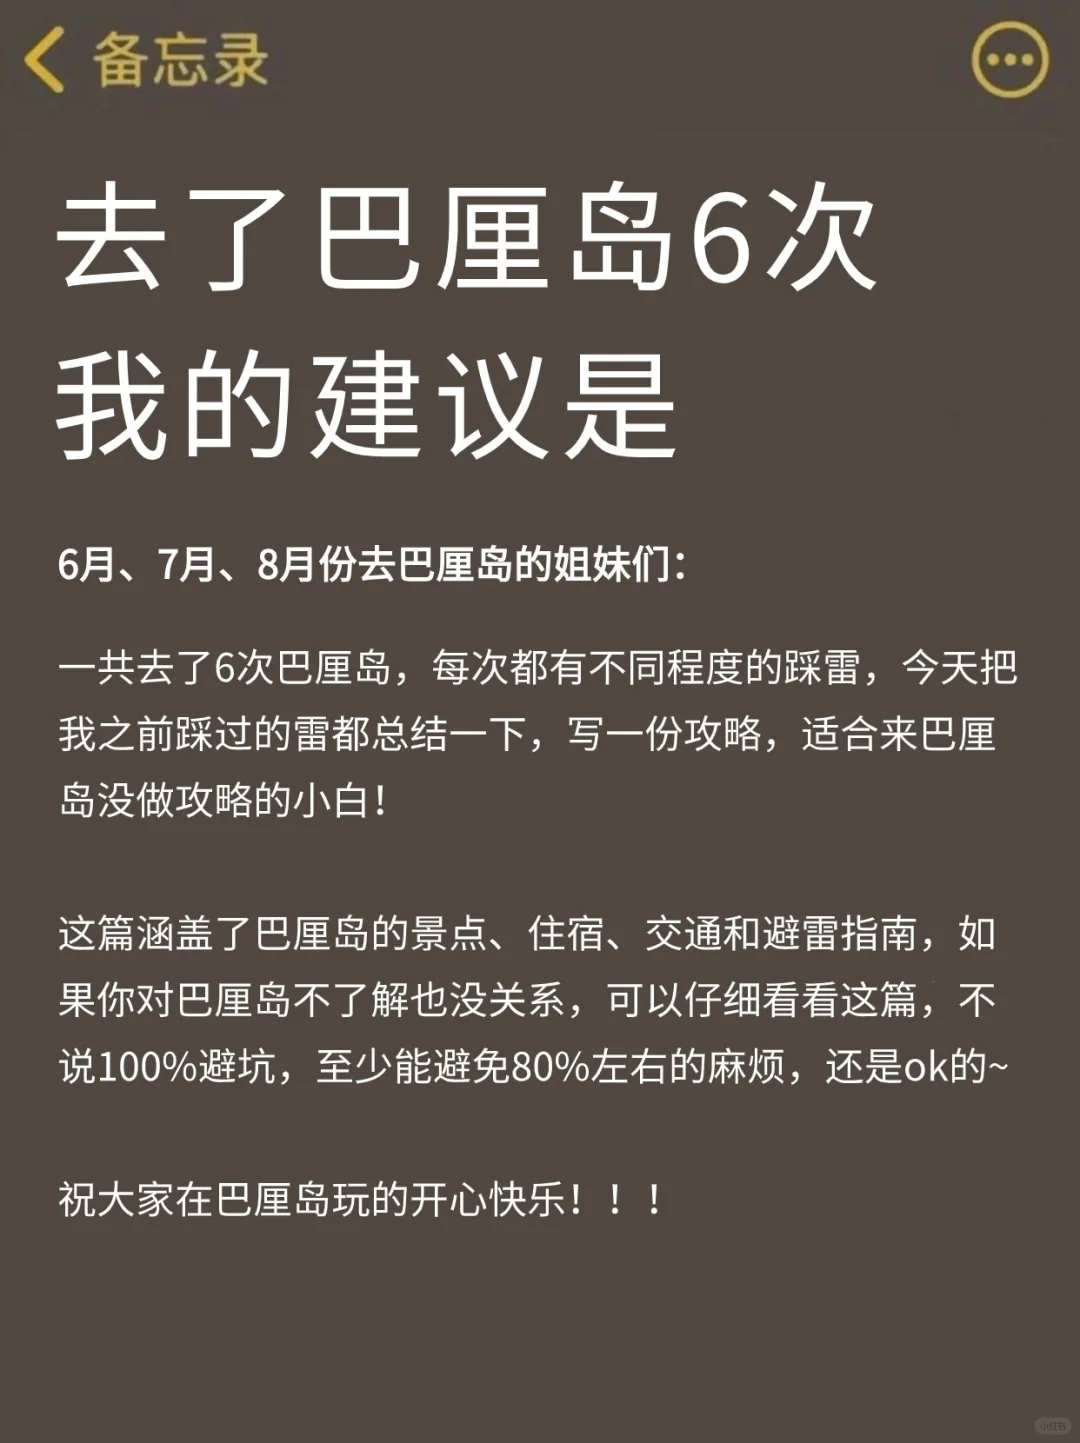 备忘录
去了巴厘岛6次
我的建议是
6月、7月、8月份去巴厘岛的姐妹们：
一共去了6次巴厘岛，每次都有不同程度的踩雷，今天把
我之前踩过的雷都总结一下，写一份攻略，适合来巴厘
岛没做攻略的小白！
这篇涵盖了巴厘岛的景点、住宿、交通和避雷指南，如
果你对巴厘岛不了解也没关系，可以仔细看看这篇，不
说100%避坑，至少能避免80%左右的麻烦，还是ok的~
祝大家在巴厘岛玩的开心快乐！！！
小红书